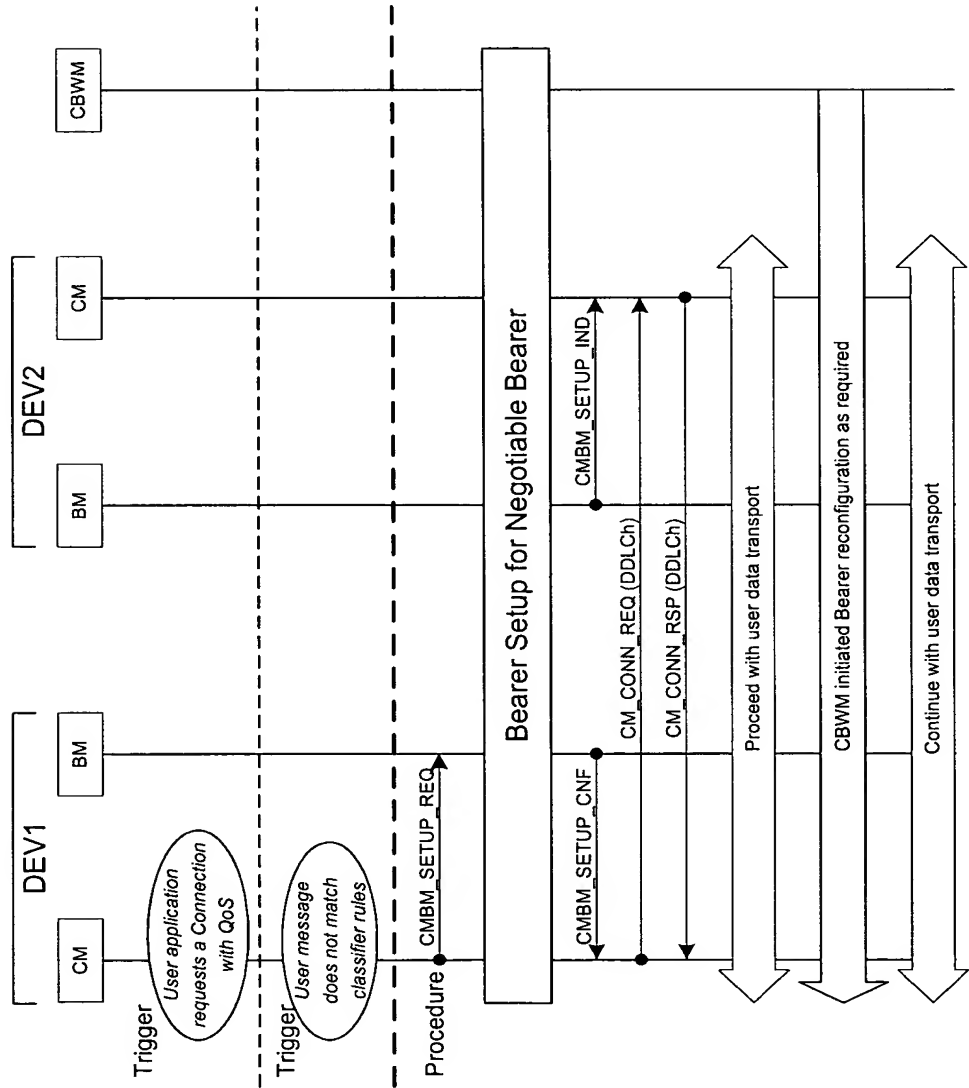 DEV1
DEV2
CM
BM
BM
CM
CBWM
Trigger
User application
requests a Connection
with QoS
Trigger
User message
does not match
classifier rules
Procedure
CMBM_SETUP_REQ
Bearer Setup for Negotiable Bearer
CMBM_SETUP_CNF
CMBM_SETUP_IND
CM_CONN_REQ (DDLCh)
CM_CONN_RSP (DDLCh)
Proceed with user data transport
CBWM initiated Bearer reconfiguration as required
Continue with user data transport